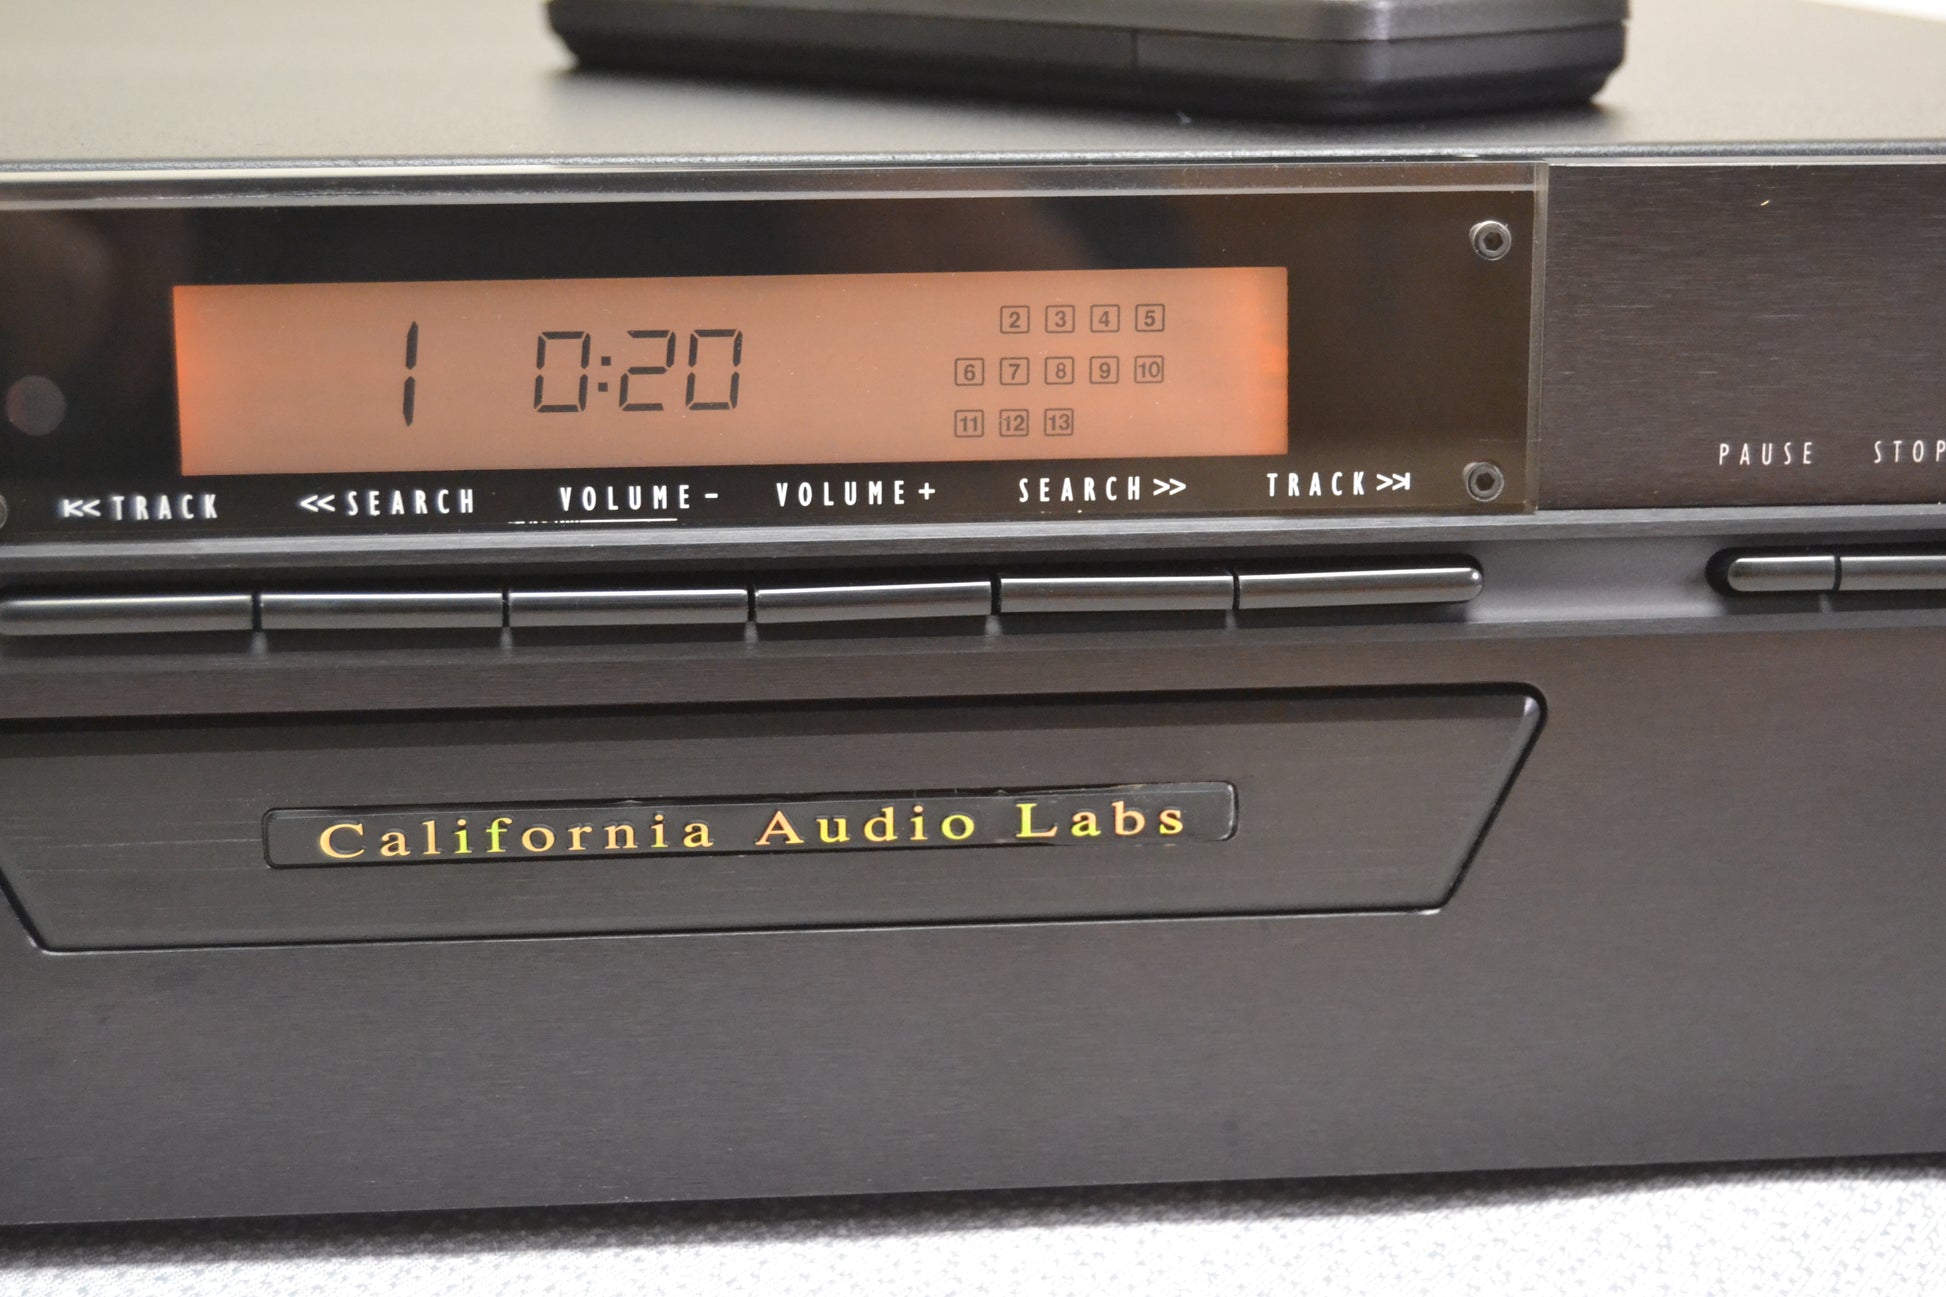 1 0:20
2 3 4 5
6 7 8 9 10
11 12 13
|<<TRACK <<SEARCH VOLUME- VOLUME+ SEARCH>> TRACK>>|
PAUSE STOP
California Audio Labs